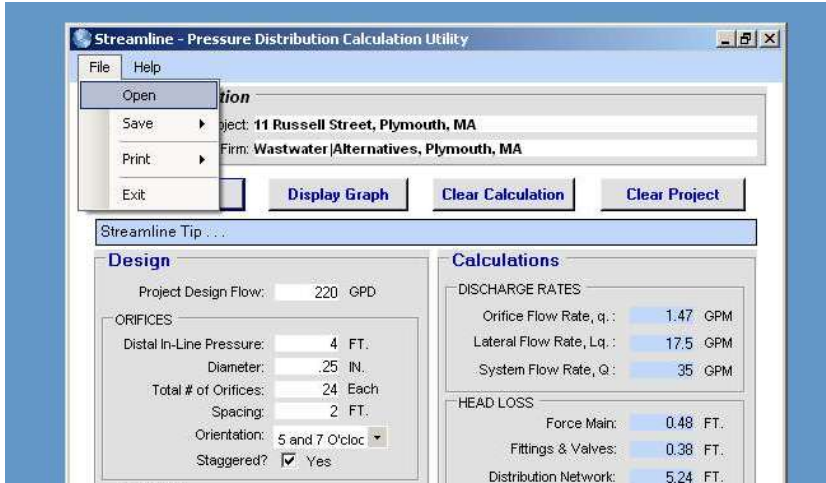 Streamline - Pressure Distribution Calculation Utility
File Help
Open
Save
Print
Exit
tion
ject: 11 Russell Street, Plymouth, MA
Firm: Wastwater|Alternatives, Plymouth, MA
Display Graph Clear Calculation Clear Project
Streamline Tip . . .
Design
Project Design Flow: 220 GPD
ORIFICES
Distal In-Line Pressure: 4 FT.
Diameter: .25 IN.
Total # of Orifices: 24 Each
Spacing: 2 FT.
Orientation: 5 and 7 O'cloc
Staggered? Yes
Calculations
DISCHARGE RATES
Orifice Flow Rate, q. : 1.47 GPM
Lateral Flow Rate, Lq. : 17.5 GPM
System Flow Rate, Q : 35 GPM
HEAD LOSS
Force Main: 0.48 FT.
Fittings & Valves: 0.38 FT.
Distribution Network: 5.24 FT.